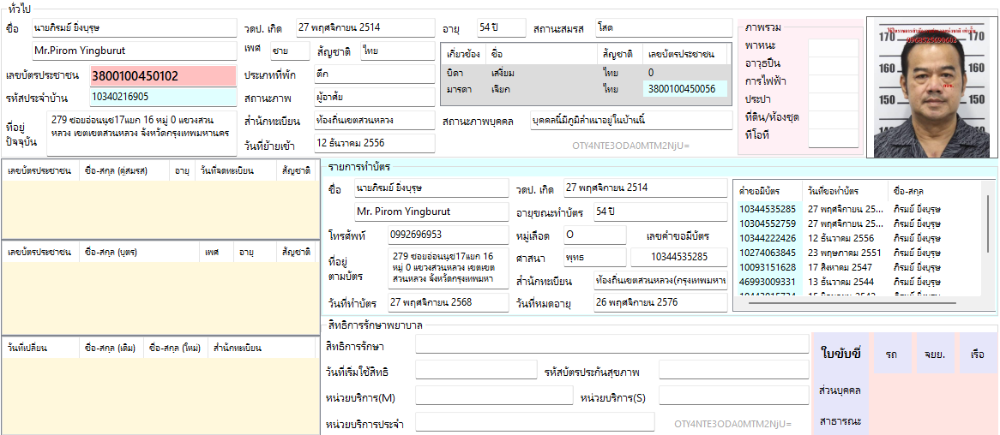 ทั่วไป
ชื่อ นายภิรมย์ ยิ่งบุรุษ วดป. เกิด 27 พฤศจิกายน 2514 อายุ 54 ปี สถานะสมรส โสด
Mr.Pirom Yingburut เพศ ชาย สัญชาติ ไทย
เลขบัตรประชาชน 3800100450102 ประเภทที่พัก ตึก
รหัสประจำบ้าน 10340216905 สถานะภาพ ผู้อาศัย
ที่อยู่ปัจจุบัน 279 ซอยอ่อนนุช17แยก 16 หมู่ 0 แขวงสวน
หลวง เขตเขตสวนหลวง จังหวัดกรุงเทพมหานคร
สำนักทะเบียน ท้องถิ่นเขตสวนหลวง
วันที่ย้ายเข้า 12 ธันวาคม 2556
เกี่ยวข้อง ชื่อ สัญชาติ เลขบัตรประชาชน
บิดา เสงี่ยม ไทย 0
มารดา เจียก ไทย 3800100450056
สถานะภาพบุคคล บุคคลนี้มีภูมิลำเนาอยู่ในบ้านนี้
OTY4NTE3ODA0MTM2NjU=
ภาพรวม
พาหนะ
อาวุธปืน
การไฟฟ้า
ประปา
ที่ดิน/ห้องชุด
ทีโอที
170 170
160 160
150 150
เลขบัตรประชาชน ชื่อ-สกุล (คู่สมรส) อายุ วันที่จดทะเบียน สัญชาติ
เลขบัตรประชาชน ชื่อ-สกุล (บุตร) เพศ อายุ สัญชาติ
วันที่เปลี่ยน ชื่อ-สกุล (เดิม) ชื่อ-สกุล (ใหม่) สำนักทะเบียน
รายการทำบัตร
ชื่อ นายภิรมย์ ยิ่งบุรุษ วดป. เกิด 27 พฤศจิกายน 2514
Mr. Pirom Yingburut อายุขณะทำบัตร 54 ปี
โทรศัพท์ 0992696953 หมู่เลือด O เลขคำขอมีบัตร
ที่อยู่ตามบัตร 279 ซอยอ่อนนุช17แยก 16
หมู่ 0 แขวงสวนหลวง เขตเขต
สวนหลวง จังหวัดกรุงเทพมหา
ศาสนา พุทธ 10344535285
สำนักทะเบียน ท้องถิ่นเขตสวนหลวง(กรุงเทพมหา
วันที่ทำบัตร 27 พฤศจิกายน 2568 วันที่หมดอายุ 26 พฤศจิกายน 2576
คำขอมีบัตร วันที่ขอทำบัตร ชื่อ-สกุล
10344535285 27 พฤศจิกายน 25... ภิรมย์ ยิ่งบุรุษ
10304552759 27 พฤศจิกายน 25... ภิรมย์ ยิ่งบุรุษ
10344222426 12 ธันวาคม 2556 ภิรมย์ ยิ่งบุรุษ
10274063845 23 พฤษภาคม 2551 ภิรมย์ ยิ่งบุรุษ
10093151628 17 สิงหาคม 2547 ภิรมย์ ยิ่งบุรุษ
46993009331 13 ธันวาคม 2544 ภิรมย์ ยิ่งบุรุษ
สิทธิการรักษาพยาบาล
สิทธิการรักษา
วันที่เริ่มใช้สิทธิ รหัสบัตรประกันสุขภาพ
หน่วยบริการ(M) หน่วยบริการ(S)
หน่วยบริการประจำ OTY4NTE3ODA0MTM2NjU=
ใบขับขี่ รถ จยย. เรือ
ส่วนบุคคล
สาธารณะ